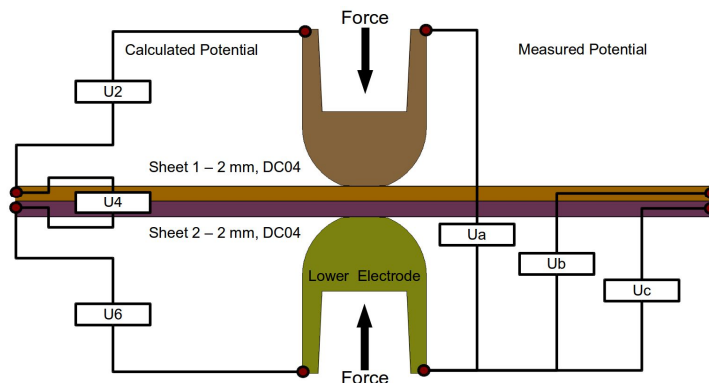 Force
Calculated Potential
Measured Potential
U2
Sheet 1 – 2 mm, DC04
U4
Sheet 2 – 2 mm, DC04
Ua
Ub
Uc
Lower Electrode
U6
Force